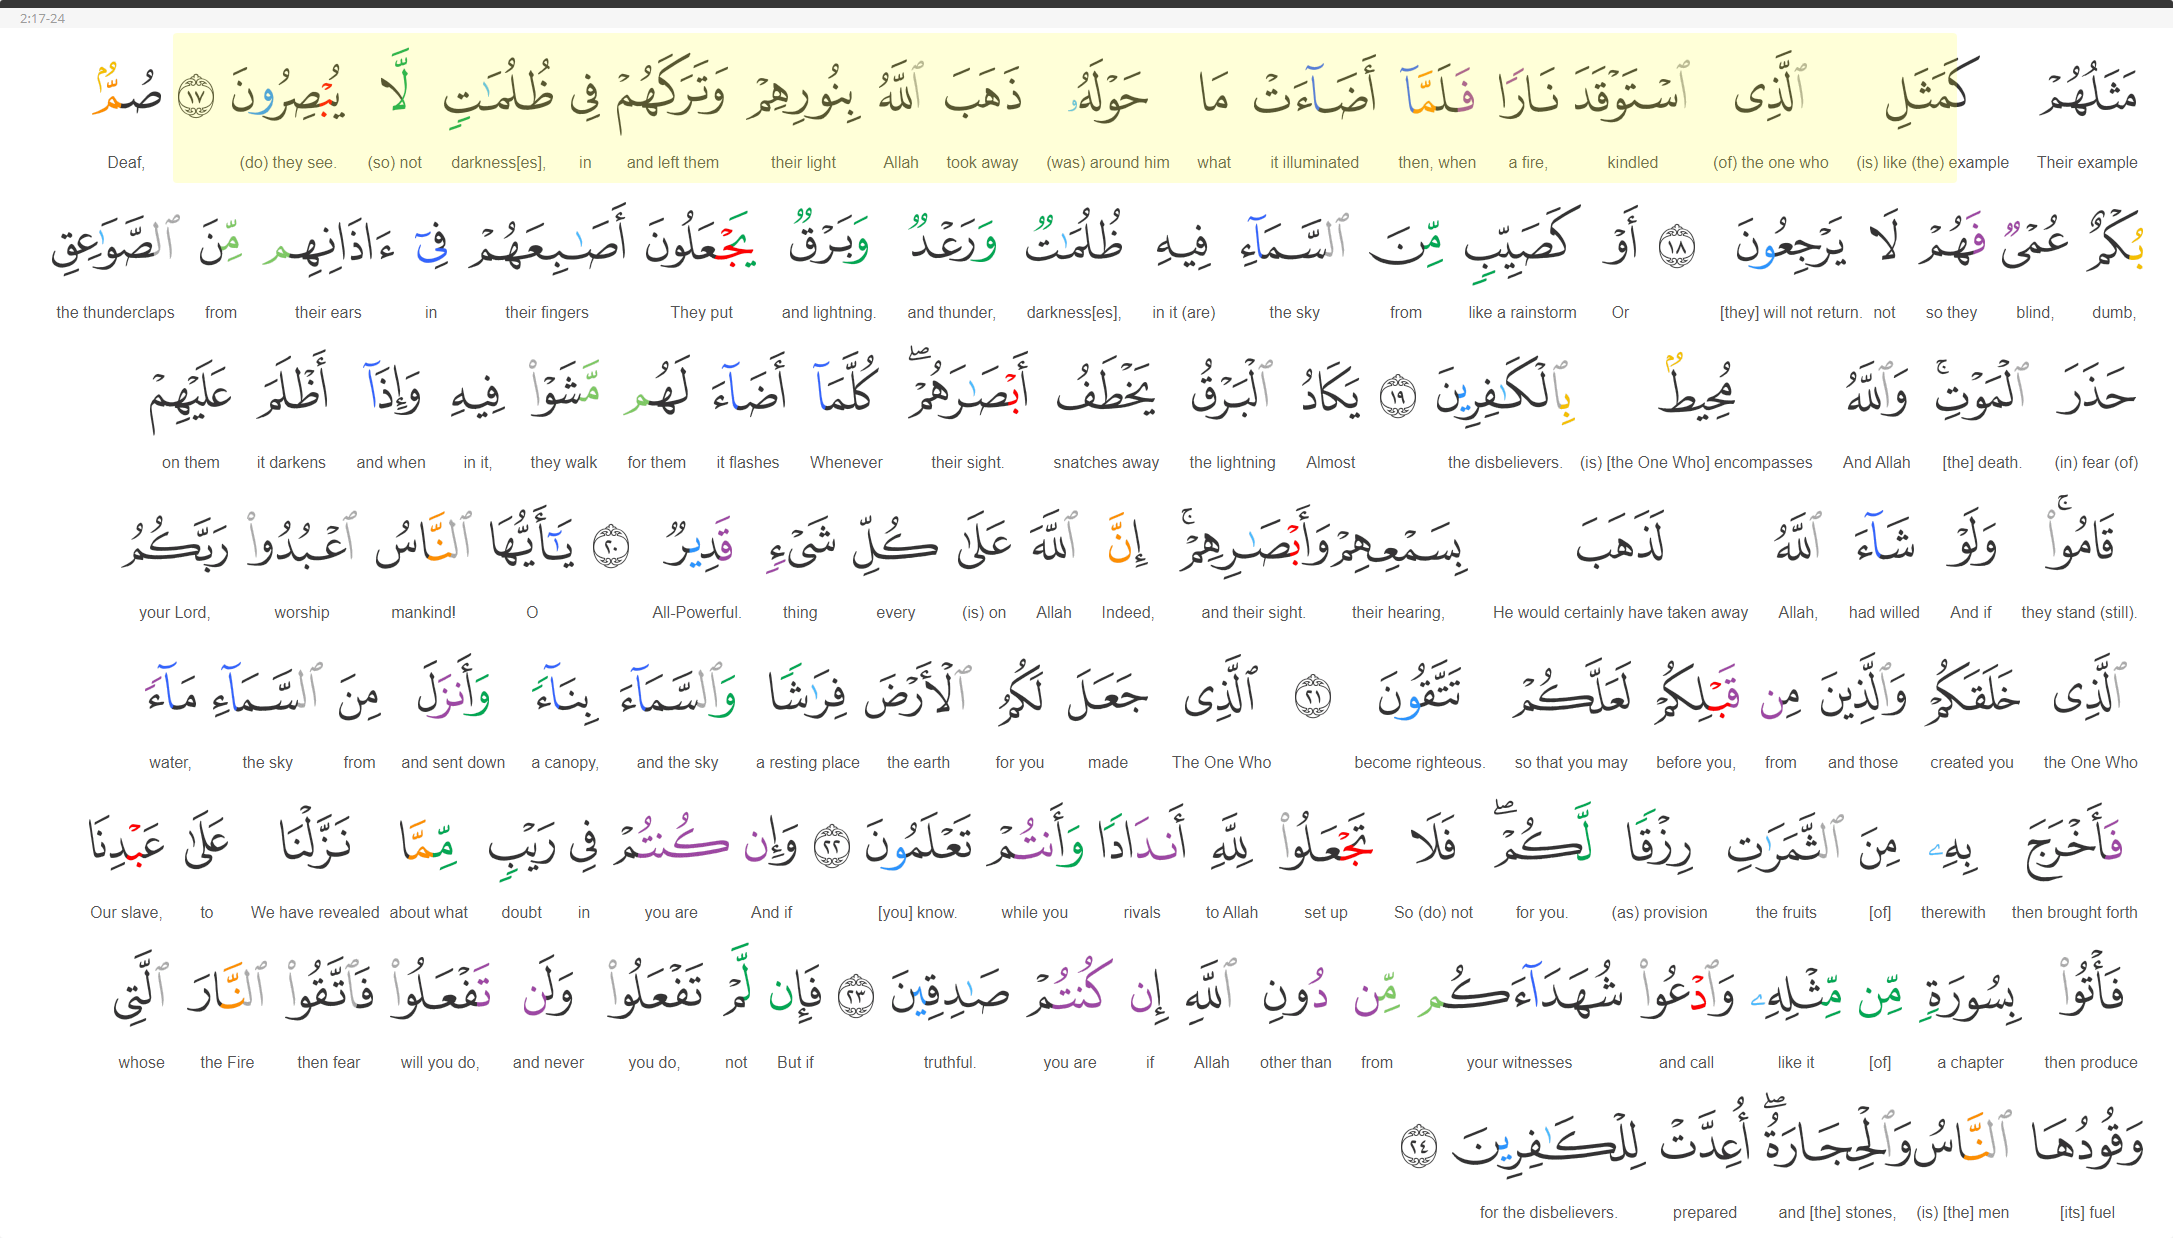 2:17-24
مَثَلُهُمْ كَمَثَلِ ٱلَّذِى ٱسْتَوْقَدَ نَارًا فَلَمَّآ أَضَآءَتْ مَا حَوْلَهُۥ ذَهَبَ ٱللَّهُ بِنُورِهِمْ وَتَرَكَهُمْ فِى ظُلُمَـٰتٍ لَّا يُبْصِرُونَ ١٧ صُمٌّۢ
Their example (is) like (the) example (of) the one who kindled a fire, then, when it illuminated what (was) around him took away Allah their light and left them in darkness[es], (so) not (do) they see. Deaf,
بُكْمٌ عُمْىٌ فَهُمْ لَا يَرْجِعُونَ ١٨ أَوْ كَصَيِّبٍ مِّنَ ٱلسَّمَآءِ فِيهِ ظُلُمَـٰتٌ وَرَعْدٌ وَبَرْقٌ يَجْعَلُونَ أَصَـٰبِعَهُمْ فِىٓ ءَاذَانِهِم مِّنَ ٱلصَّوَٰعِقِ
dumb, blind, so they not [they] will not return. Or like a rainstorm from the sky in it (are) darkness[es], and thunder, and lightning. They put their fingers in their ears from the thunderclaps
حَذَرَ ٱلْمَوْتِ ۚ وَٱللَّهُ مُحِيطٌۢ بِٱلْكَـٰفِرِينَ ١٩ يَكَادُ ٱلْبَرْقُ يَخْطَفُ أَبْصَـٰرَهُمْ ۖ كُلَّمَآ أَضَآءَ لَهُم مَّشَوْا۟ فِيهِ وَإِذَآ أَظْلَمَ عَلَيْهِمْ
(in) fear (of) [the] death. And Allah (is) [the One Who] encompasses the disbelievers. Almost the lightning snatches away their sight. Whenever it flashes for them they walk in it, and when it darkens on them
قَامُوا۟ ۚ وَلَوْ شَآءَ ٱللَّهُ لَذَهَبَ بِسَمْعِهِمْ وَأَبْصَـٰرِهِمْ ۚ إِنَّ ٱللَّهَ عَلَىٰ كُلِّ شَىْءٍ قَدِيرٌ ٢٠ يَـٰٓأَيُّهَا ٱلنَّاسُ ٱعْبُدُوا۟ رَبَّكُمُ
they stand (still). And if had willed Allah, He would certainly have taken away their hearing, and their sight. Indeed, Allah (is) on every thing All-Powerful. O mankind! worship your Lord,
ٱلَّذِى خَلَقَكُمْ وَٱلَّذِينَ مِن قَبْلِكُمْ لَعَلَّكُمْ تَتَّقُونَ ٢١ ٱلَّذِى جَعَلَ لَكُمُ ٱلْأَرْضَ فِرَٰشًا وَٱلسَّمَآءَ بِنَآءً وَأَنزَلَ مِنَ ٱلسَّمَآءِ مَآءً
the One Who created you and those from before you, so that you may become righteous. The One Who made for you the earth a resting place and the sky a canopy, and sent down from the sky water,
فَأَخْرَجَ بِهِۦ مِنَ ٱلثَّمَرَٰتِ رِزْقًا لَّكُمْ ۖ فَلَا تَجْعَلُوا۟ لِلَّهِ أَندَادًا وَأَنتُمْ تَعْلَمُونَ ٢٢ وَإِن كُنتُمْ فِى رَيْبٍ مِّمَّا نَزَّلْنَا عَلَىٰ عَبْدِنَا
then brought forth therewith [of] the fruits (as) provision for you. So (do) not set up to Allah rivals while you [you] know. And if you are in doubt about what We have revealed to Our slave,
فَأْتُوا۟ بِسُورَةٍ مِّن مِّثْلِهِۦ وَٱدْعُوا۟ شُهَدَآءَكُم مِّن دُونِ ٱللَّهِ إِن كُنتُمْ صَـٰدِقِينَ ٢٣ فَإِن لَّمْ تَفْعَلُوا۟ وَلَن تَفْعَلُوا۟ فَٱتَّقُوا۟ ٱلنَّارَ ٱلَّتِى
then produce a chapter [of] like it and call your witnesses from other than Allah if you are truthful. But if not you do, and never will you do, then fear the Fire whose
وَقُودُهَا ٱلنَّاسُ وَٱلْحِجَارَةُ ۖ أُعِدَّتْ لِلْكَـٰفِرِينَ ٢٤
[its] fuel (is) [the] men and [the] stones, prepared for the disbelievers.